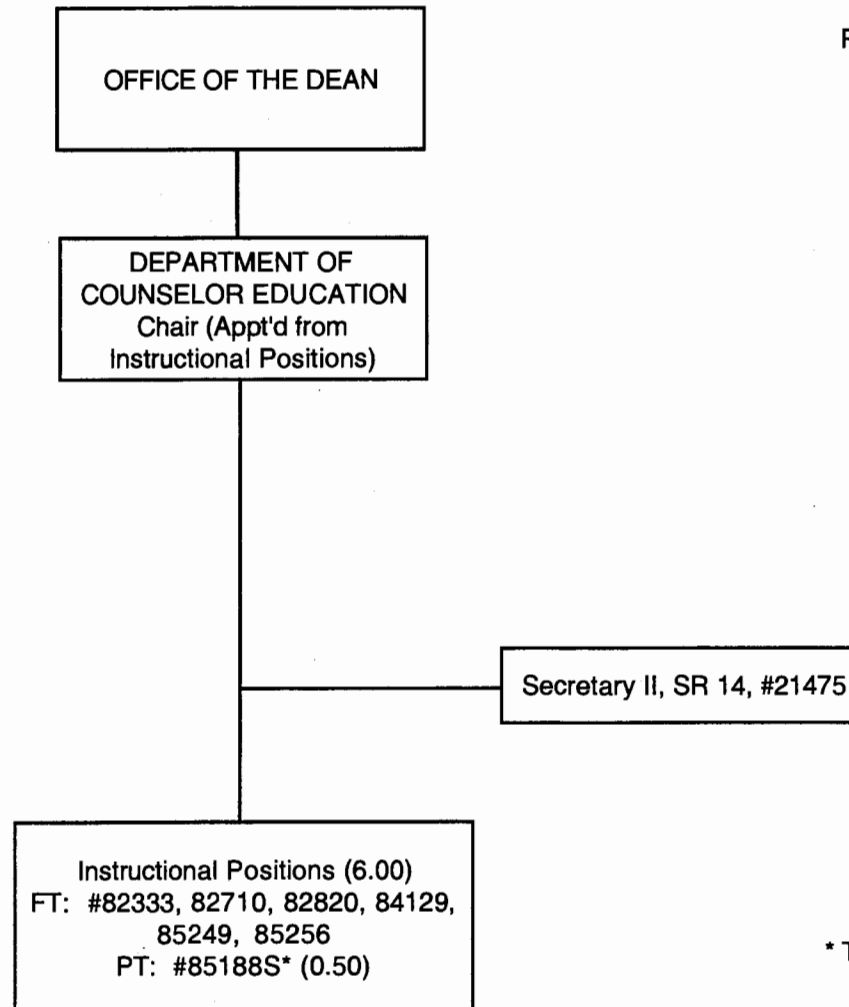 OFFICE OF THE DEAN
DEPARTMENT OF
COUNSELOR EDUCATION
Chair (Appt'd from
Instructional Positions)
Secretary II, SR 14, #21475
Instructional Positions (6.00)
FT: #82333, 82710, 82820, 84129,
85249, 85256
PT: #85188S* (0.50)